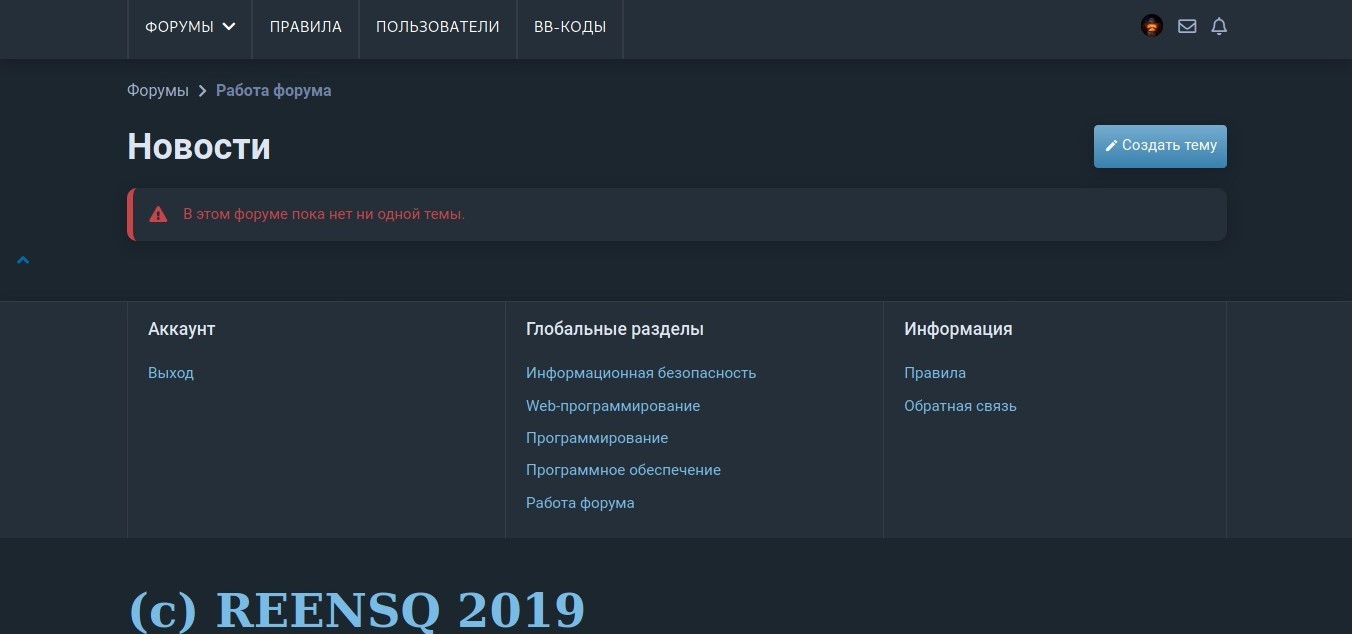 ФОРУМЫ ПРАВИЛА ПОЛЬЗОВАТЕЛИ BB-КОДЫ
Форумы Работа форума
Новости
Создать тему
В этом форуме пока нет ни одной темы.
Аккаунт
Выход
Глобальные разделы
Информационная безопасность
Web-программирование
Программирование
Программное обеспечение
Работа форума
Информация
Правила
Обратная связь
(c) REENSQ 2019